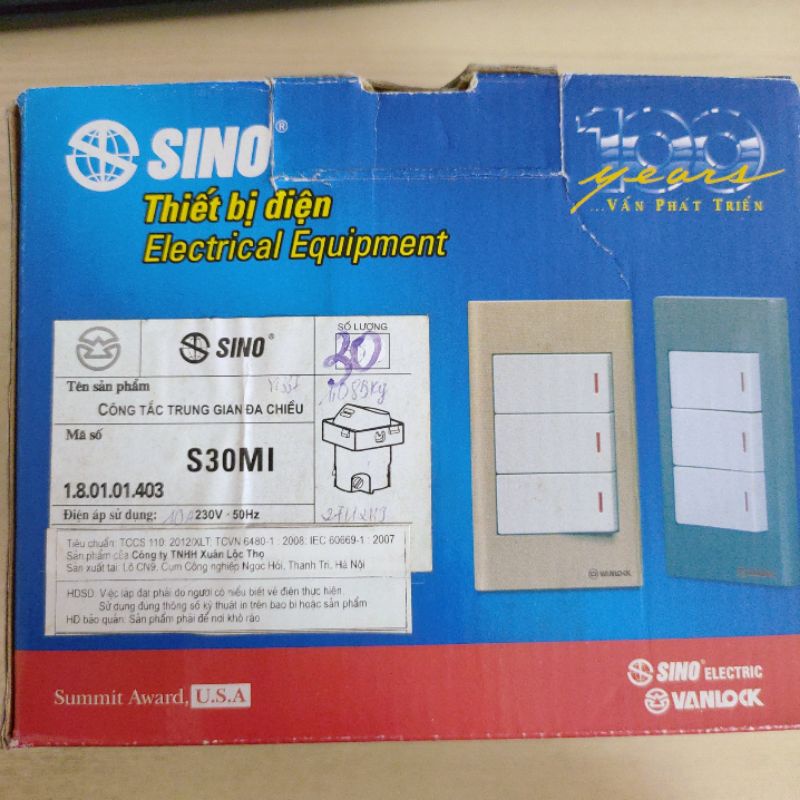 SINO®
Thiết bị điện
Electrical Equipment
100
years
...VẤN PHÁT TRIỂN
SINO®
SỐ LƯỢNG
30
Tên sản phẩm
CÔNG TẮC TRUNG GIAN ĐA CHIỀU
Mã số
S30MI
1.8.01.01.403
Điện áp sử dụng: 10A 230V - 50Hz
Tiêu chuẩn: TCCS 110: 2012/XLT; TCVN 6480-1 : 2008; IEC 60669-1 : 2007
Sản phẩm của Công ty TNHH Xuân Lộc Thọ
Sản xuất tại: Lô CN9, Cụm Công nghiệp Ngọc Hồi, Thanh Trì, Hà Nội
HDSD: Việc lắp đặt phải do người có hiểu biết về điện thực hiện.
Sử dụng đúng thông số kỹ thuật in trên bao bì hoặc sản phẩm
HD bảo quản: Sản phẩm phải để nơi khô ráo
VANLOCK
Summit Award, U.S.A
SINO® ELECTRIC
VANLOCK